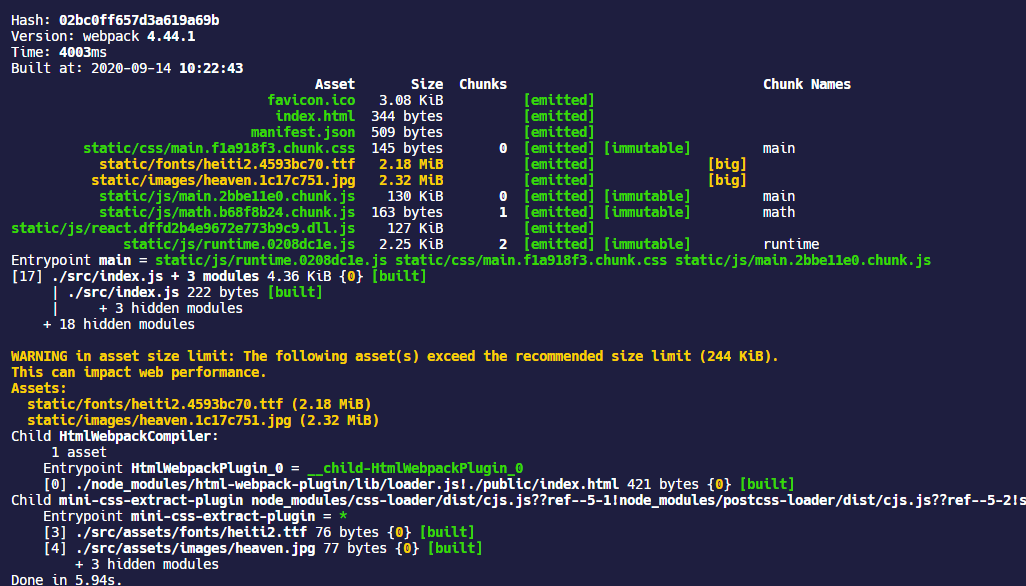 Hash: 02bc0ff657d3a619a69b
Version: webpack 4.44.1
Time: 4003ms
Built at: 2020-09-14 10:22:43
Asset Size Chunks Chunk Names
favicon.ico 3.08 KiB [emitted]
index.html 344 bytes [emitted]
manifest.json 509 bytes [emitted]
static/css/main.f1a918f3.chunk.css 145 bytes 0 [emitted] [immutable] main
static/fonts/heiti2.4593bc70.ttf 2.18 MiB [emitted] [big]
static/images/heaven.1c17c751.jpg 2.32 MiB [emitted] [big]
static/js/main.2bbe11e0.chunk.js 130 KiB 0 [emitted] [immutable] main
static/js/math.b68f8b24.chunk.js 163 bytes 1 [emitted] [immutable] math
static/js/react.dffd2b4e9672e773b9c9.dll.js 127 KiB [emitted]
static/js/runtime.0208dc1e.js 2.25 KiB 2 [emitted] [immutable] runtime
Entrypoint main = static/js/runtime.0208dc1e.js static/css/main.f1a918f3.chunk.css static/js/main.2bbe11e0.chunk.js
[17] ./src/index.js + 3 modules 4.36 KiB {0} [built]
| ./src/index.js 222 bytes [built]
| + 3 hidden modules
+ 18 hidden modules
WARNING in asset size limit: The following asset(s) exceed the recommended size limit (244 KiB).
This can impact web performance.
Assets:
static/fonts/heiti2.4593bc70.ttf (2.18 MiB)
static/images/heaven.1c17c751.jpg (2.32 MiB)
Child HtmlWebpackCompiler:
1 asset
Entrypoint HtmlWebpackPlugin_0 = __child-HtmlWebpackPlugin_0
[0] ./node_modules/html-webpack-plugin/lib/loader.js!./public/index.html 421 bytes {0} [built]
Child mini-css-extract-plugin node_modules/css-loader/dist/cjs.js??ref--5-1!node_modules/postcss-loader/dist/cjs.js??ref--5-2!s
Entrypoint mini-css-extract-plugin = *
[3] ./src/assets/fonts/heiti2.ttf 76 bytes {0} [built]
[4] ./src/assets/images/heaven.jpg 77 bytes {0} [built]
+ 3 hidden modules
Done in 5.94s.